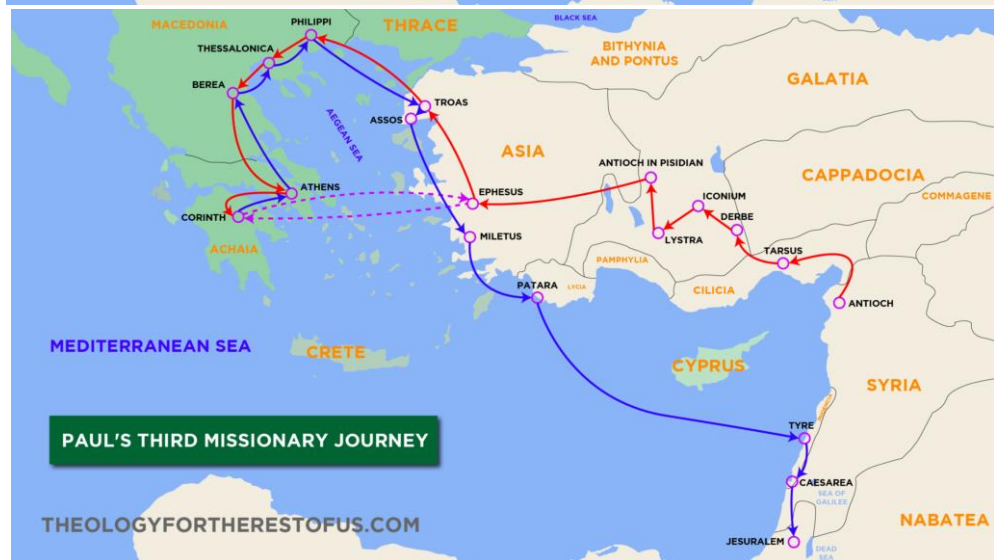 BLACK SEA
MACEDONIA
PHILIPPI
THRACE
THESSALONICA
BITHYNIA
AND PONTUS
BEREA
GALATIA
TROAS
ASSOS
AEGEAN SEA
ASIA
ANTIOCH IN PISIDIAN
CAPPADOCIA
ATHENS
EPHESUS
ICONIUM
COMMAGENE
CORINTH
DERBE
LYSTRA
ACHAIA
MILETUS
TARSUS
PAMPHYLIA
PATARA
LYCIA
CILICIA
ANTIOCH
MEDITERRANEAN SEA
CRETE
CYPRUS
SYRIA
PAUL'S THIRD MISSIONARY JOURNEY
TYRE
CAESAREA
SEA OF
GALILEE
THEOLOGYFORTHERESTOFUS.COM
NABATEA
JESURALEM
DEAD
SEA